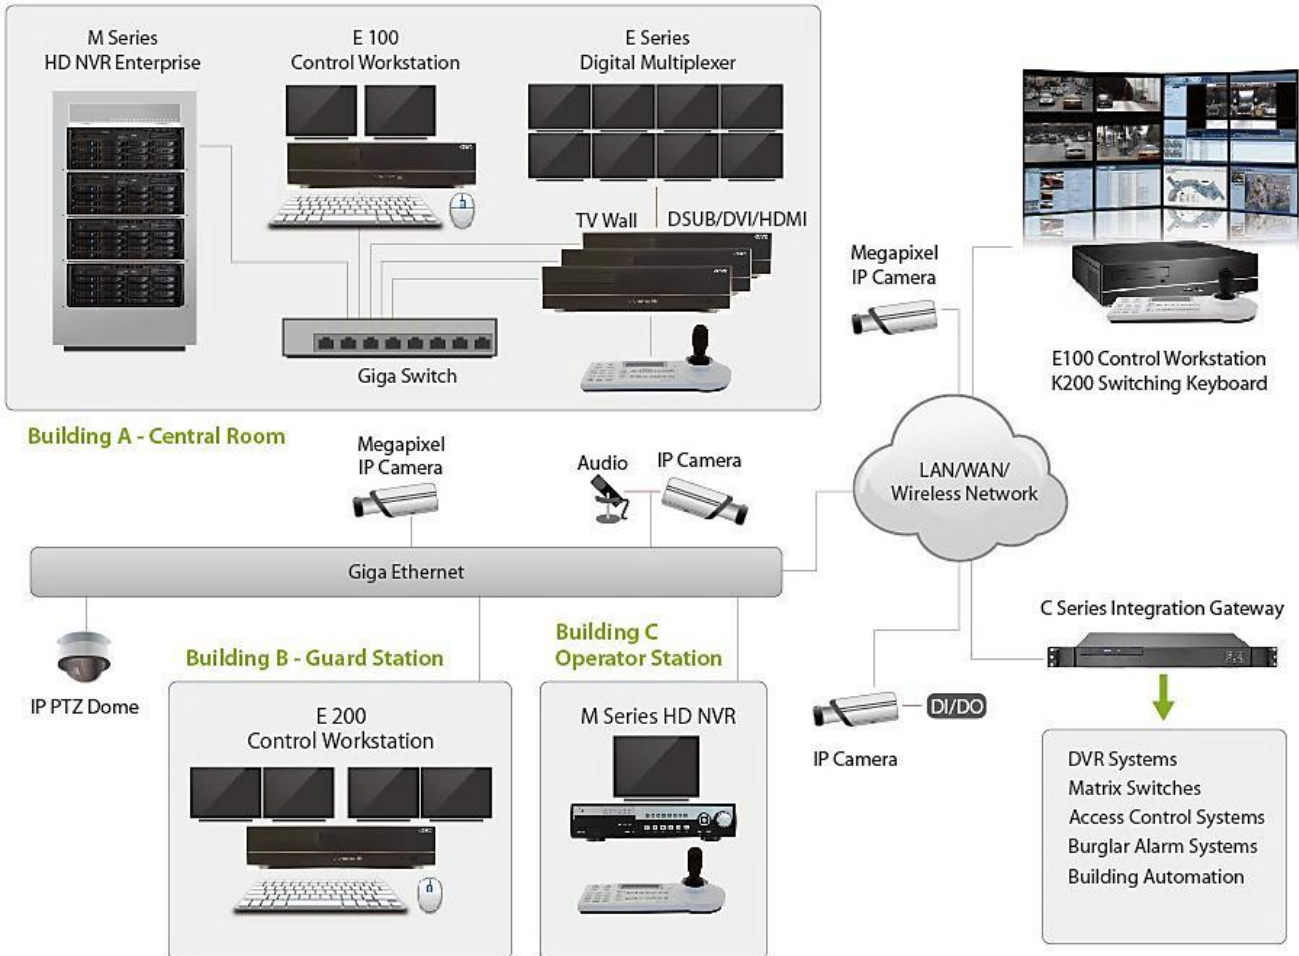 M Series
HD NVR Enterprise
E 100
Control Workstation
E Series
Digital Multiplexer
TV Wall
DSUB/DVI/HDMI
Giga Switch
Building A - Central Room
Megapixel
IP Camera
E100 Control Workstation
K200 Switching Keyboard
Megapixel
IP Camera
Audio
IP Camera
LAN/WAN/
Wireless Network
Giga Ethernet
IP PTZ Dome
Building B - Guard Station
E 200
Control Workstation
Building C
Operator Station
M Series HD NVR
IP Camera
DI/DO
C Series Integration Gateway
DVR Systems
Matrix Switches
Access Control Systems
Burglar Alarm Systems
Building Automation